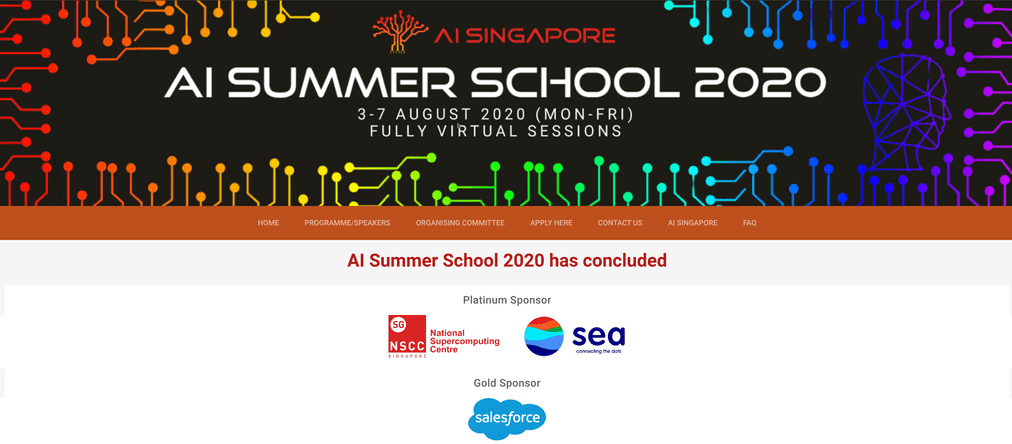 AI SINGAPORE
AI SUMMER SCHOOL 2020
3-7 AUGUST 2020 (MON-FRI)
FULLY VIRTUAL SESSIONS
HOME PROGRAMME/SPEAKERS ORGANISING COMMITTEE APPLY HERE CONTACT US AI SINGAPORE FAQ
AI Summer School 2020 has concluded
Platinum Sponsor
SG
NSCC
SINGAPORE
National
Supercomputing
Centre
sea
connecting the dots
Gold Sponsor
salesforce